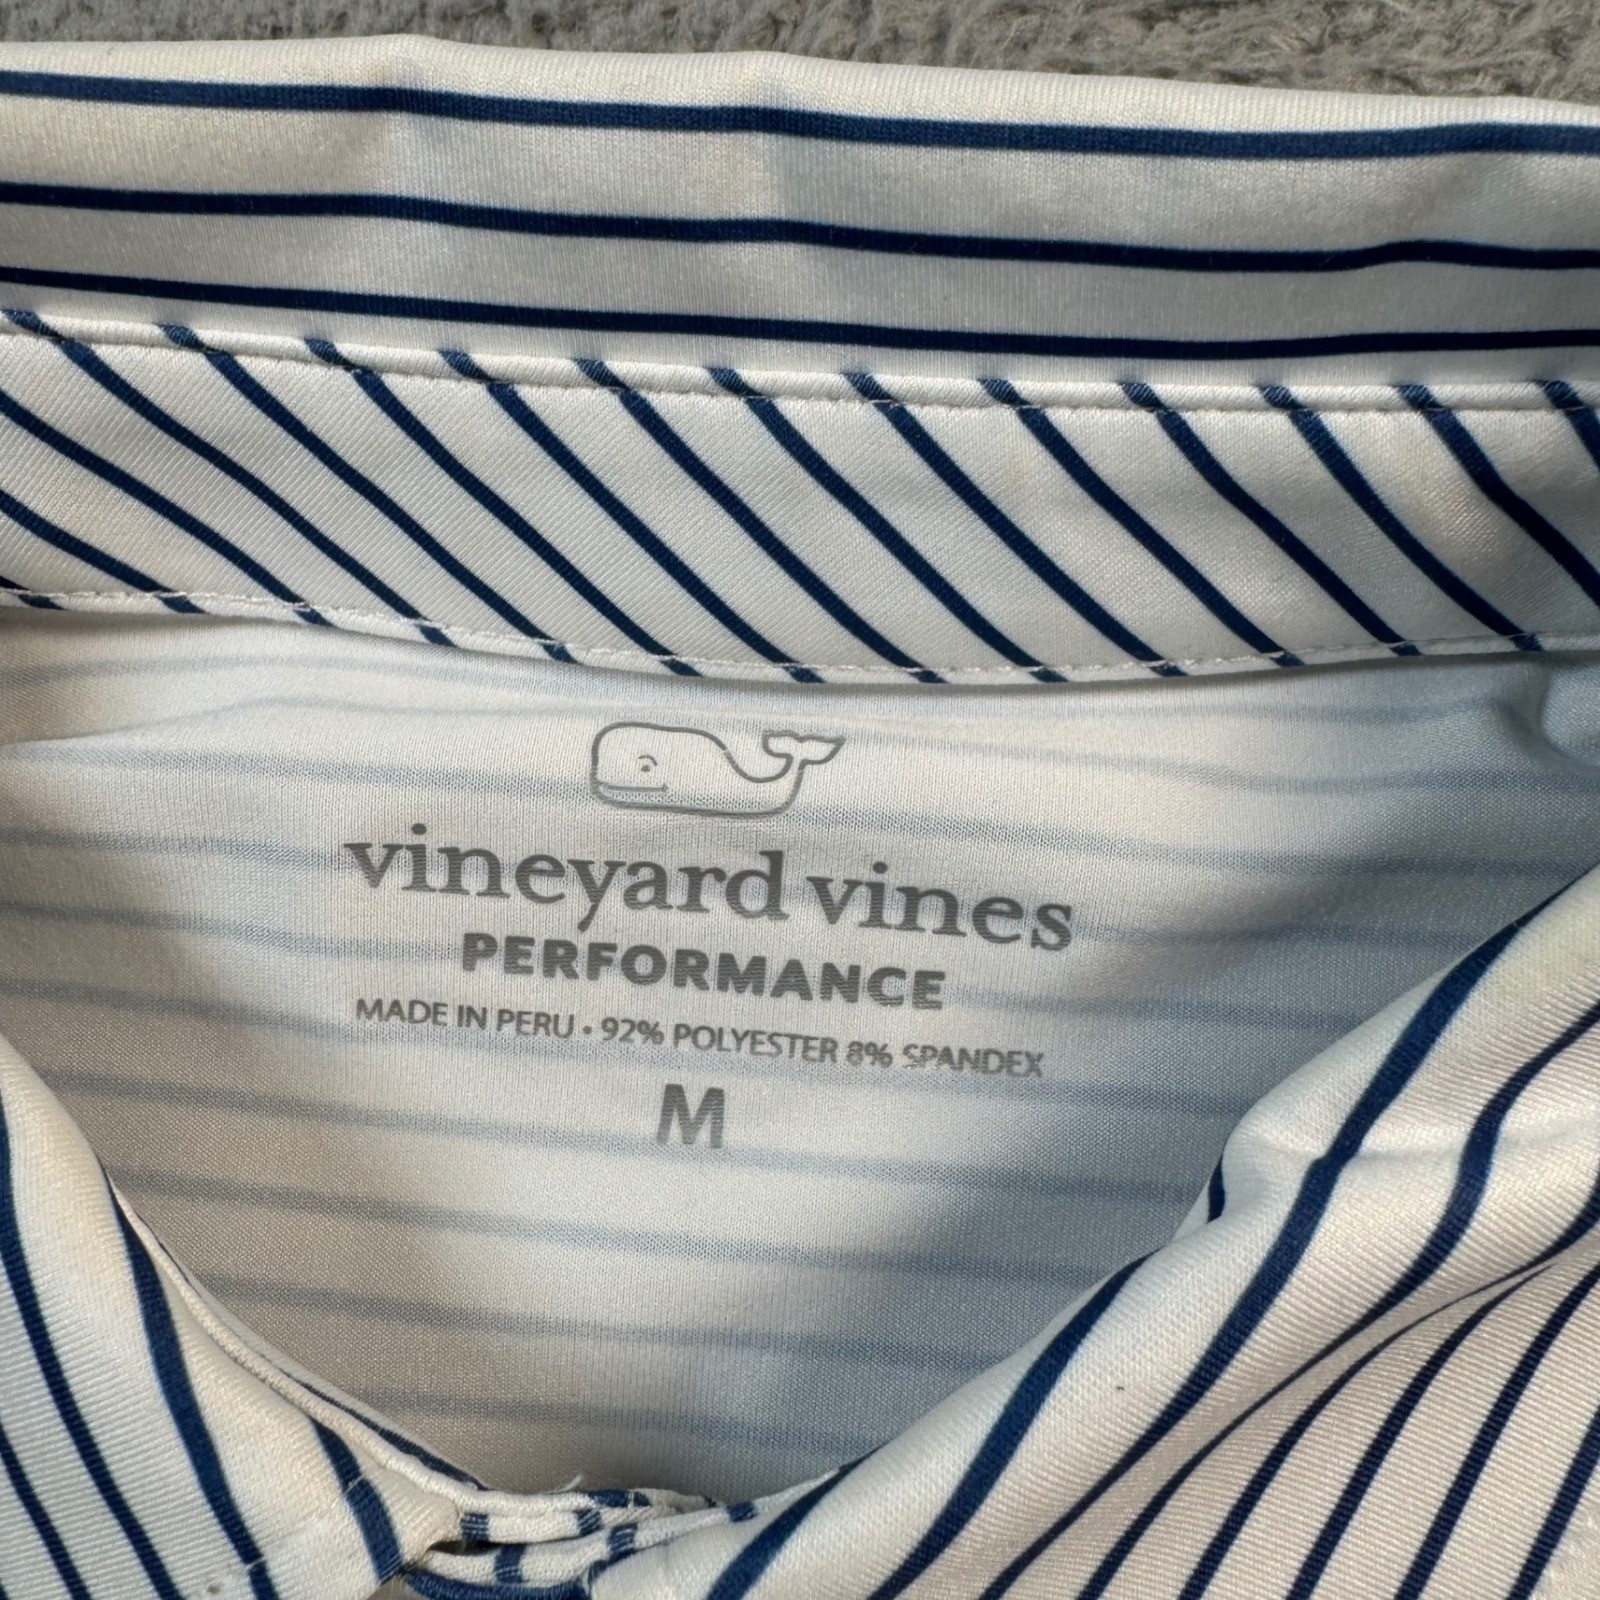 vineyard vines
PERFORMANCE
MADE IN PERU • 92% POLYESTER 8% SPANDEX
M